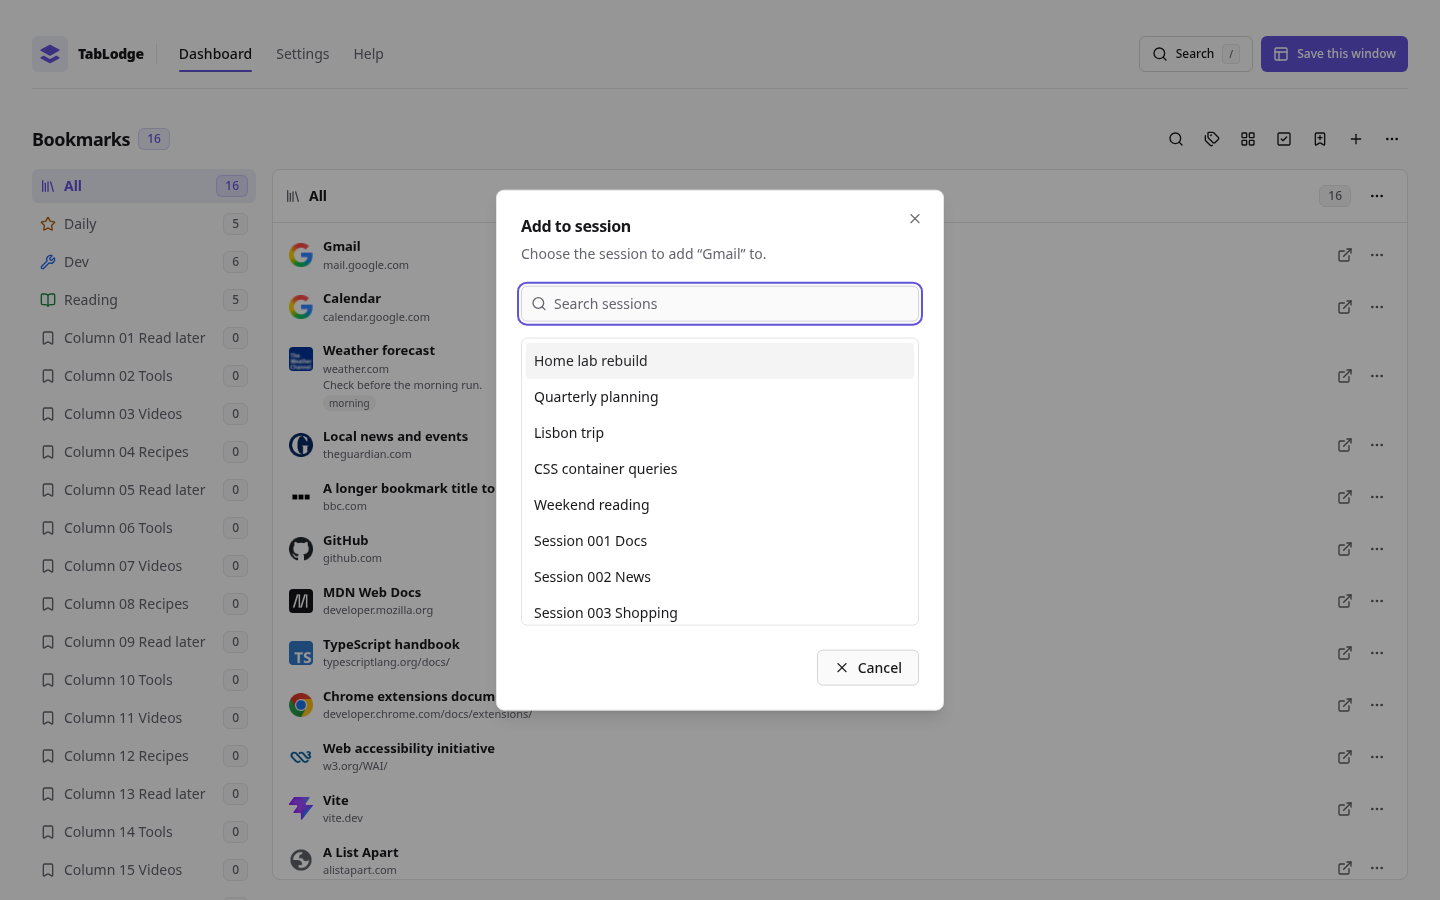 TabLodge
Dashboard
Settings
Help
Search /
Save this window
Bookmarks 16
All 16
Daily 5
Dev 6
Reading 5
Column 01 Read later 0
Column 02 Tools 0
Column 03 Videos 0
Column 04 Recipes 0
Column 05 Read later 0
Column 06 Tools 0
Column 07 Videos 0
Column 08 Recipes 0
Column 09 Read later 0
Column 10 Tools 0
Column 11 Videos 0
Column 12 Recipes 0
Column 13 Read later 0
Column 14 Tools 0
Column 15 Videos 0
All 16
Gmail
mail.google.com
Calendar
calendar.google.com
Weather forecast
weather.com
Check before the morning run.
morning
Local news and events
theguardian.com
A longer bookmark title to
bbc.com
GitHub
github.com
MDN Web Docs
developer.mozilla.org
TypeScript handbook
typescriptlang.org/docs/
Chrome extensions docum
developer.chrome.com/docs/extensions/
Web accessibility initiative
w3.org/WAI/
Vite
vite.dev
A List Apart
alistapart.com
Add to session
Choose the session to add “Gmail” to.
Search sessions
Home lab rebuild
Quarterly planning
Lisbon trip
CSS container queries
Weekend reading
Session 001 Docs
Session 002 News
Session 003 Shopping
Cancel